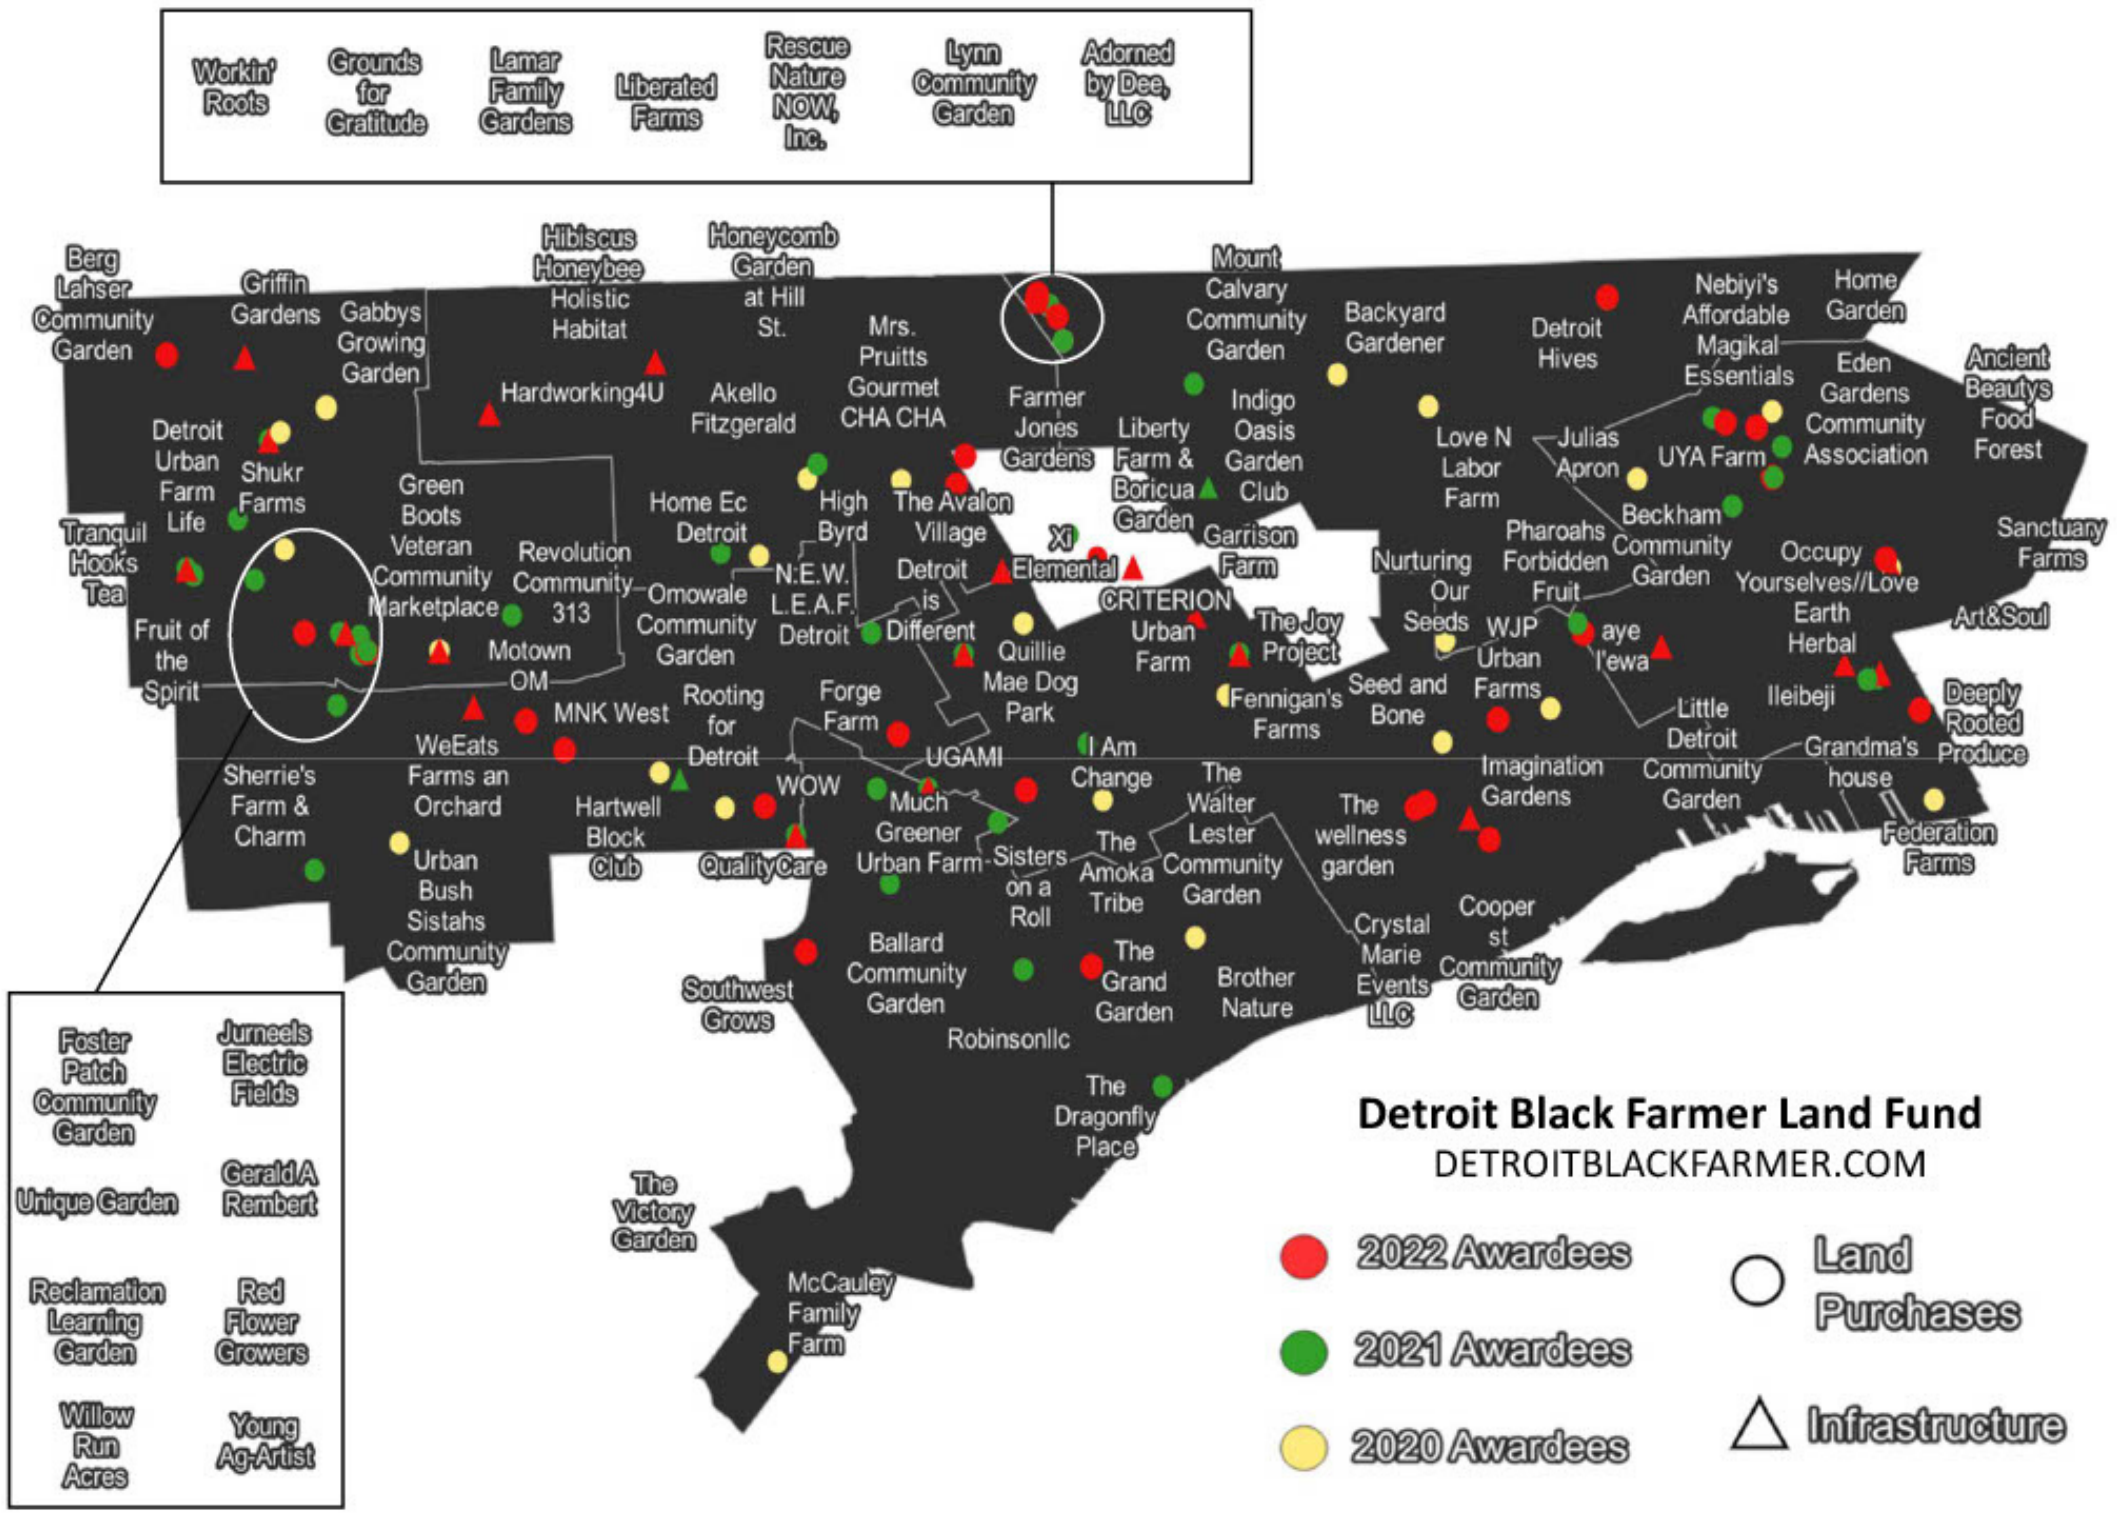 Workin'
Roots
Grounds
for
Gratitude
Lamar
Family
Gardens
Liberated
Farms
Rescue
Nature
NOW,
Inc.
Lynn
Community
Garden
Adorned
by Dee,
LLC
Berg
Lahser
Community
Garden
Griffin
Gardens
Gabbys
Growing
Garden
Hibiscus
Honeybee
Holistic
Habitat
Honeycomb
Garden
at Hill
St.
Mrs.
Pruitts
Gourmet
CHA CHA
Mount
Calvary
Community
Garden
Backyard
Gardener
Detroit
Hives
Nebiyi's
Affordable
Magikal
Essentials
Home
Garden
Eden
Gardens
Community
Association
Ancient
Beautys
Food
Forest
Hardworking4U
Akello
Fitzgerald
Farmer
Jones
Gardens
Liberty
Farm &
Boricua
Garden
Indigo
Oasis
Garden
Club
Love N
Labor
Farm
Julias
Apron
UYA Farm
Detroit
Urban
Farm
Life
Shukr
Farms
Green
Boots
Veteran
Community
Marketplace
Home Ec
Detroit
High
Byrd
The Avalon
Village
Xi
Elemental
Garrison
Farm
Nurturing
Our
Seeds
Pharoahs
Forbidden
Fruit
Beckham
Community
Garden
Occupy
Yourselves//Love
Earth
Herbal
Sanctuary
Farms
Tranquil
Hooks
Tea
Revolution
Community
313
N.E.W.
L.E.A.F.
Detroit
Detroit
is
Different
CRITERION
Urban
Farm
The Joy
Project
Art&Soul
Fruit of
the
Spirit
Motown
OM
Omowale
Community
Garden
Quillie
Mae Dog
Park
WJP
Urban
Farms
aye
l'ewa
Ileibeji
Deeply
Rooted
Produce
MNK West
Rooting
for
Detroit
Forge
Farm
Fennigan's
Farms
Seed and
Bone
Little
Detroit
Community
Garden
Grandma's
house
WeEats
Farms an
Orchard
UGAMI
I Am
Change
Imagination
Gardens
Sherrie's
Farm &
Charm
Hartwell
Block
Club
WOW
QualityCare
Much
Greener
Urban Farm
Sisters
on a
Roll
The
Amoka
Tribe
The
Walter
Lester
Community
Garden
The
wellness
garden
Federation
Farms
Urban
Bush
Sistahs
Community
Garden
Southwest
Grows
Ballard
Community
Garden
Robinsonllc
The
Grand
Garden
Brother
Nature
Crystal
Marie
Events
LLC
Cooper
st
Community
Garden
Foster
Patch
Community
Garden
Jurneels
Electric
Fields
Unique Garden
Gerald A
Rembert
Reclamation
Learning
Garden
Red
Flower
Growers
Willow
Run
Acres
Young
Ag-Artist
The
Dragonfly
Place
The
Victory
Garden
McCauley
Family
Farm
Detroit Black Farmer Land Fund
DETROITBLACKFARMER.COM
2022 Awardees
2021 Awardees
2020 Awardees
Land
Purchases
Infrastructure